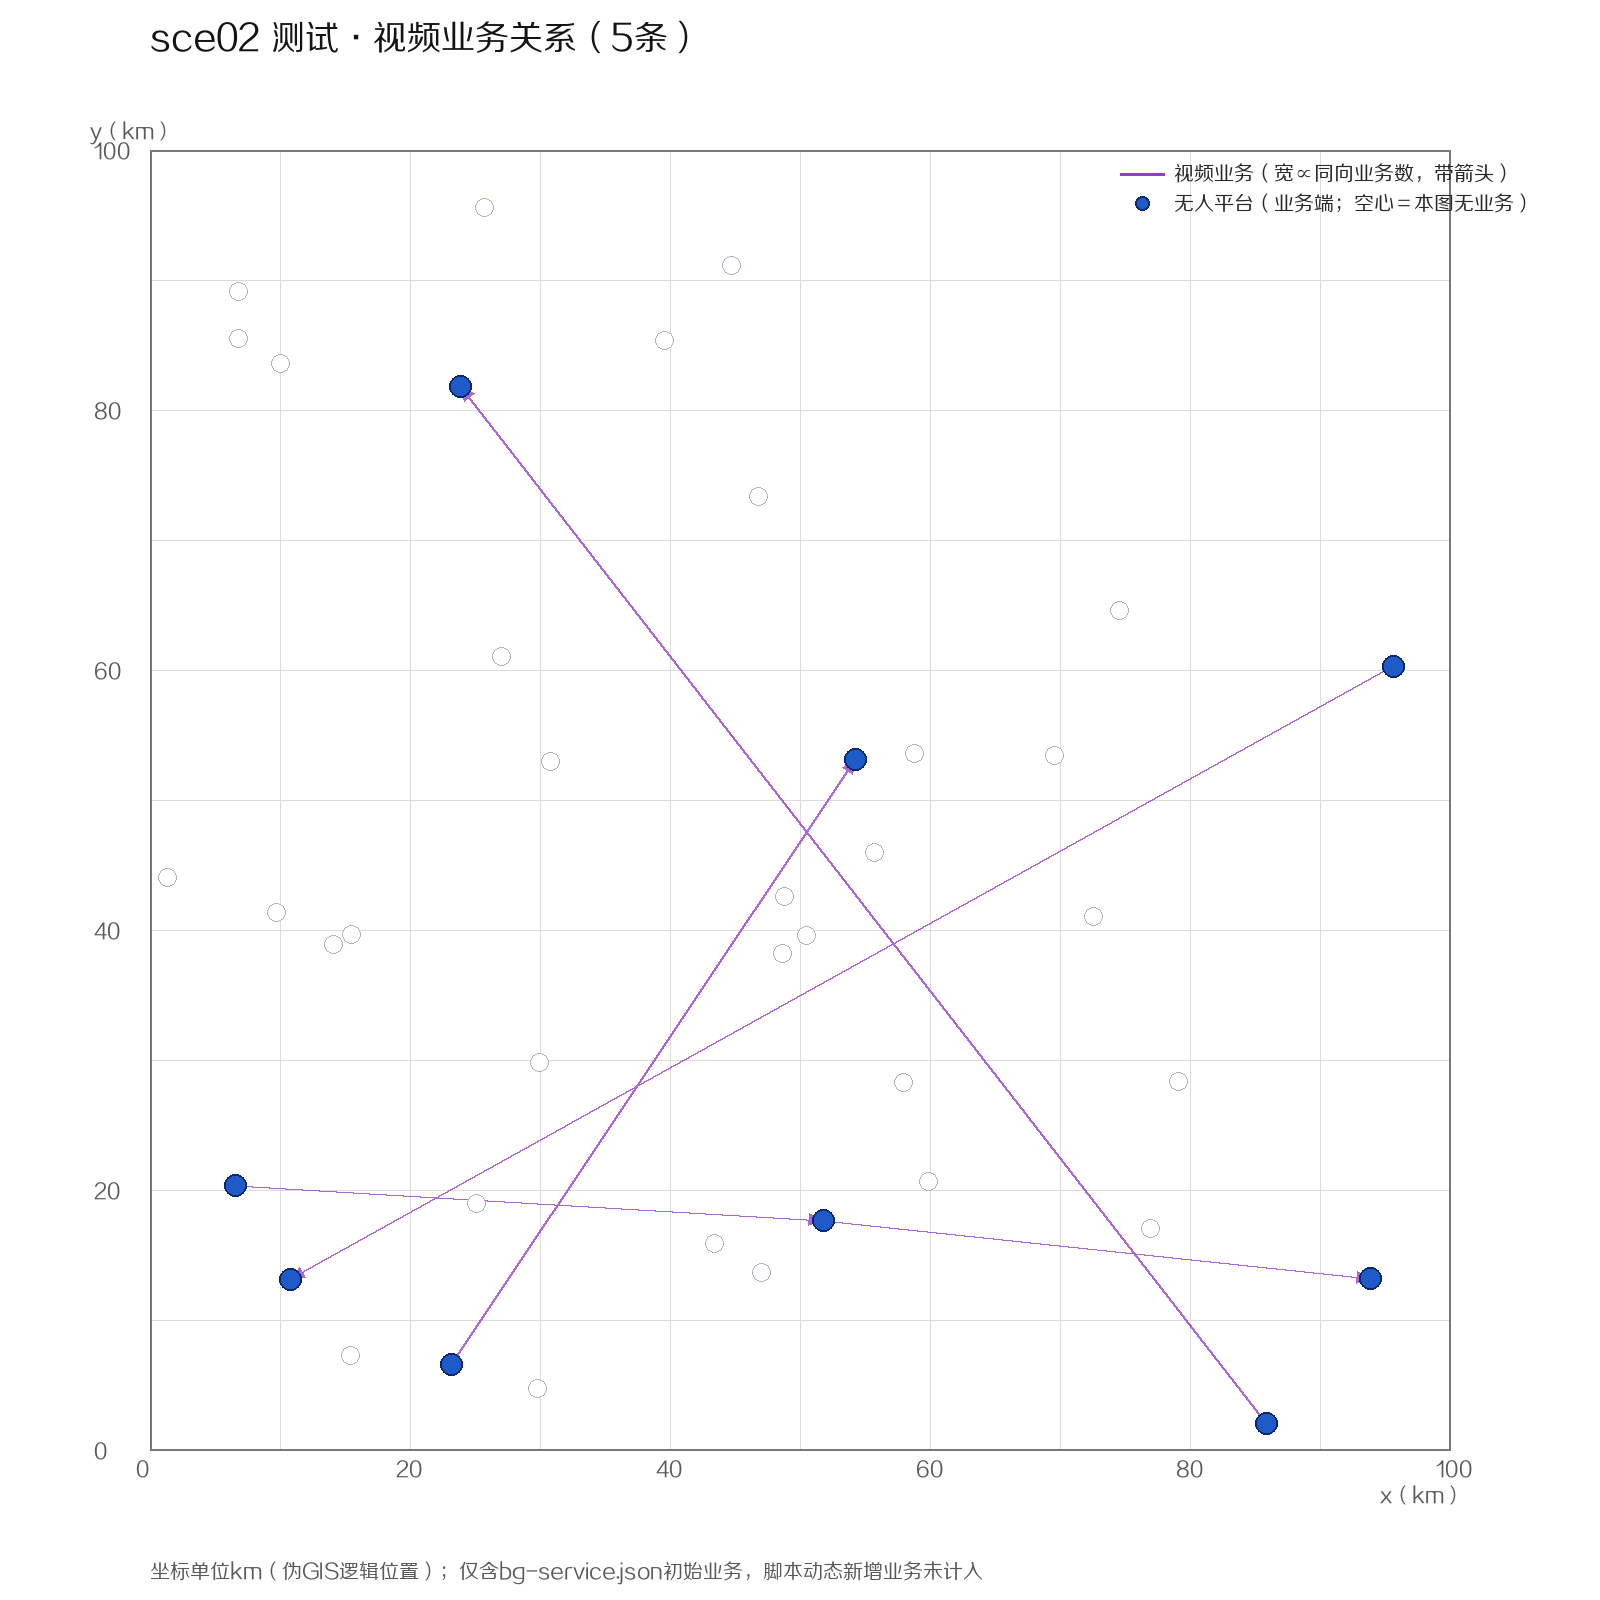 sce02 测试·视频业务关系（5条）
y（km）
100
视频业务（宽∝同向业务数，带箭头）
无人平台（业务端；空心＝本图无业务）
80
60
40
20
0
0 20 40 60 80 100
x（km）
坐标单位km（伪GIS逻辑位置）；仅含bg-service.json初始业务，脚本动态新增业务未计入